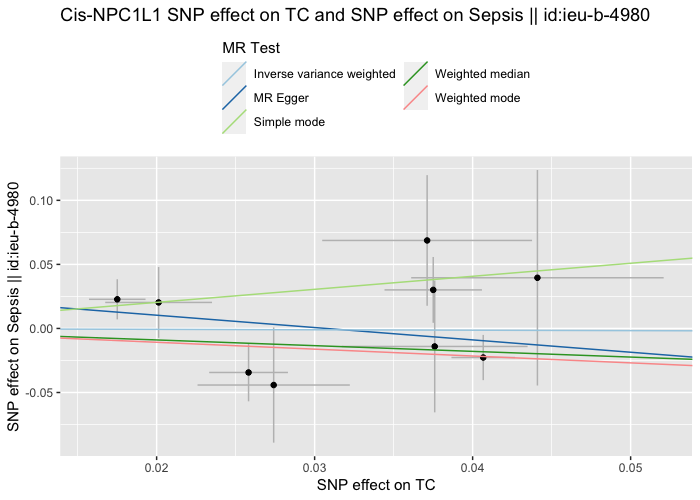 Cis-NPC1L1 SNP effect on TC and SNP effect on Sepsis || id:ieu-b-4980
MR Test
Inverse variance weighted
Weighted median
MR Egger
Weighted mode
Simple mode
SNP effect on Sepsis || id:ieu-b-4980
0.10
0.05
0.00
-0.05
0.02
0.03
0.04
0.05
SNP effect on TC